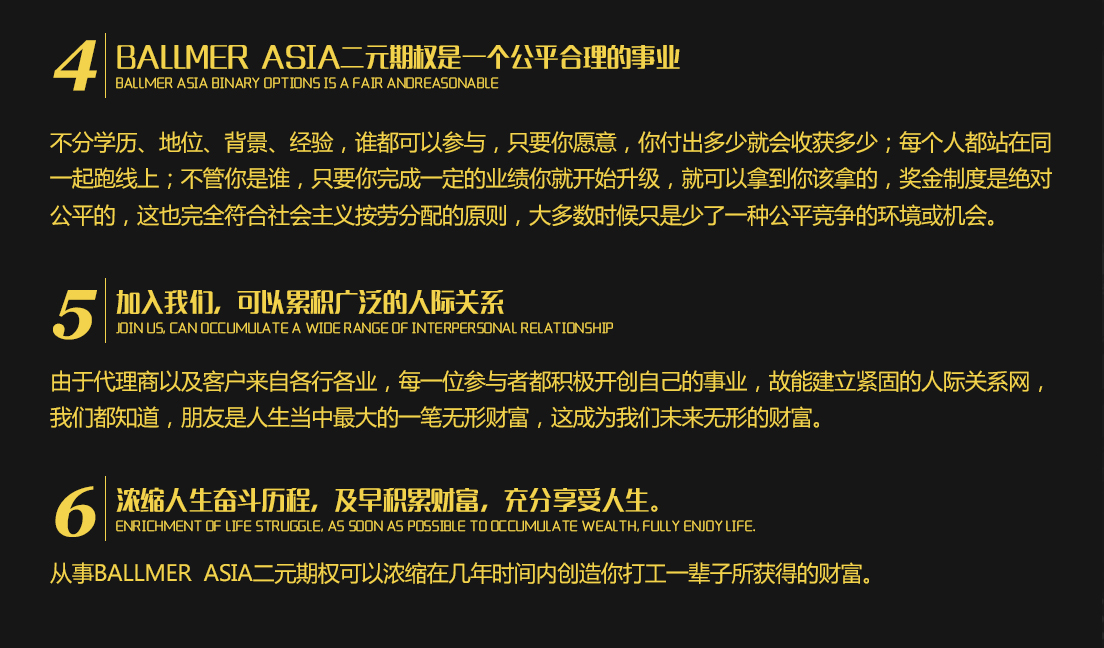 4
BALLMER ASIA二元期权是一个公平合理的事业
BALLMER ASIA BINARY OPTIONS IS A FAIR ANDREASONABLE
不分学历、地位、背景、经验，谁都可以参与，只要你愿意，你付出多少就会收获多少；每个人都站在同
一起跑线上；不管你是谁，只要你完成一定的业绩你就开始升级，就可以拿到你该拿的，奖金制度是绝对
公平的，这也完全符合社会主义按劳分配的原则，大多数时候只是少了一种公平竞争的环境或机会。
5
加入我们，可以累积广泛的人际关系
JOIN US, CAN OCCUMULATE A WIDE RANGE OF INTERPERSONAL RELATIONSHIP
由于代理商以及客户来自各行各业，每一位参与者都积极开创自己的事业，故能建立紧固的人际关系网，
我们都知道，朋友是人生当中最大的一笔无形财富，这成为我们未来无形的财富。
6
浓缩人生奋斗历程，及早积累财富，充分享受人生。
ENRICHMENT OF LIFE STRUGGLE, AS SOON AS POSSIBLE TO OCCUMULATE WEALTH, FULLY ENJOY LIFE.
从事BALLMER ASIA二元期权可以浓缩在几年时间内创造你打工一辈子所获得的财富。